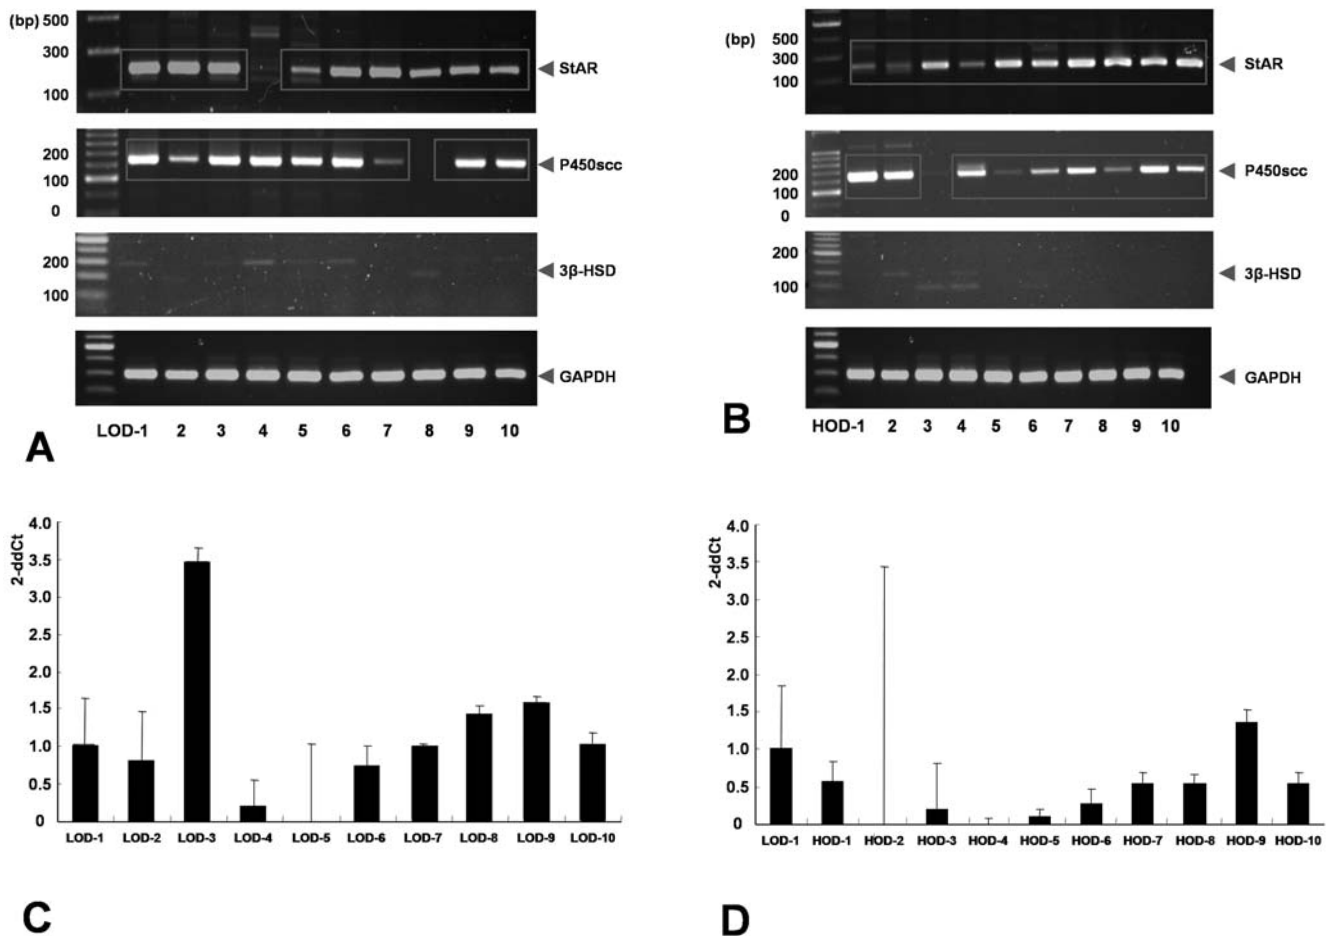 (bp) 500
300
100
StAR
200
100
0
P450scc
200
100
3β-HSD
GAPDH
LOD-1 2 3 4 5 6 7 8 9 10
A
(bp)
500
300
100
StAR
200
100
0
P450scc
200
100
3β-HSD
GAPDH
HOD-1 2 3 4 5 6 7 8 9 10
B
2-ddCt
4.0
3.5
3.0
2.5
2.0
1.5
1.0
0.5
0
LOD-1 LOD-2 LOD-3 LOD-4 LOD-5 LOD-6 LOD-7 LOD-8 LOD-9 LOD-10
C
2-ddCt
4.0
3.5
3.0
2.5
2.0
1.5
1.0
0.5
0
LOD-1 HOD-1 HOD-2 HOD-3 HOD-4 HOD-5 HOD-6 HOD-7 HOD-8 HOD-9 HOD-10
D